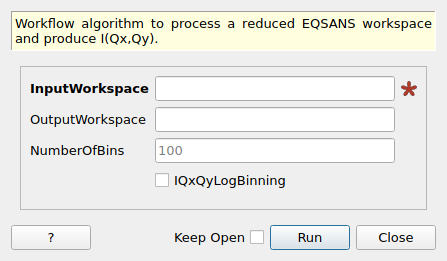 Workflow algorithm to process a reduced EQSANS workspace
and produce I(Qx,Qy).
InputWorkspace *
OutputWorkspace
NumberOfBins 100
IQxQyLogBinning
? Keep Open Run Close